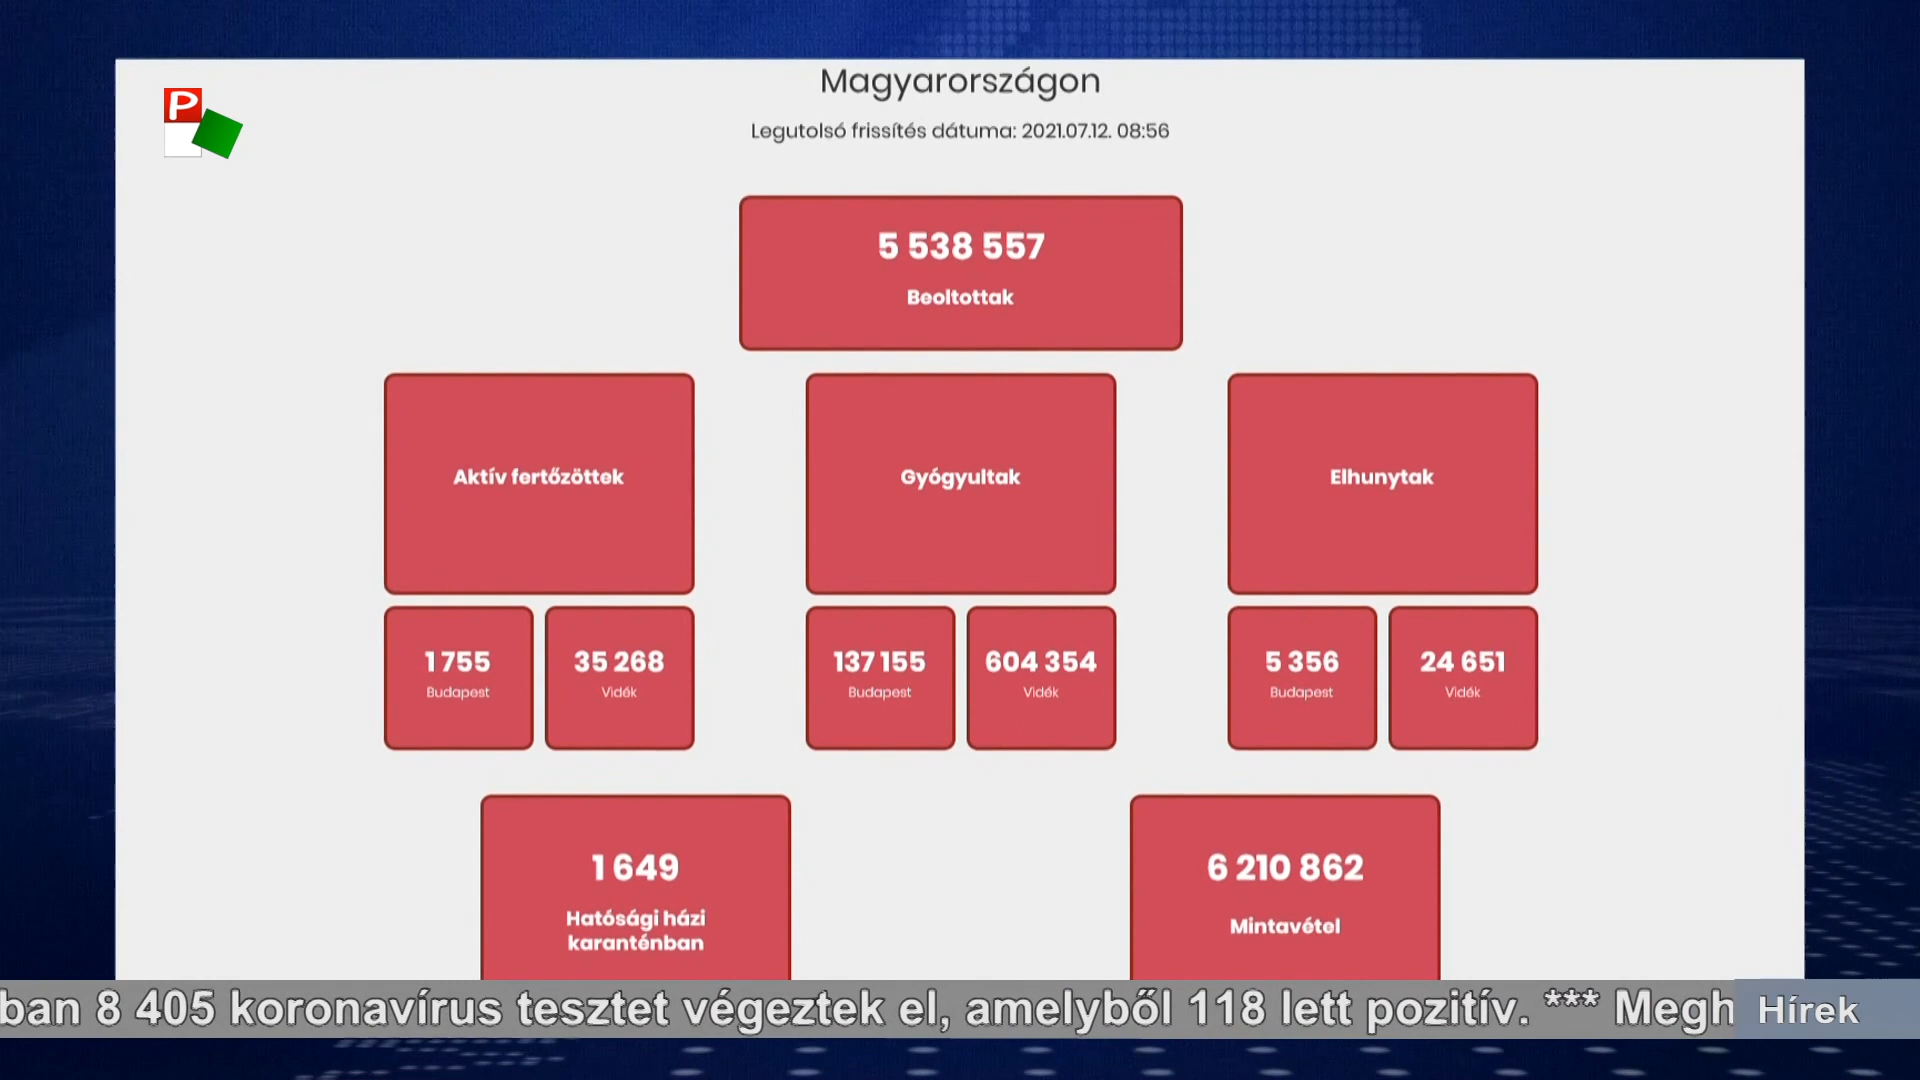 P
Magyarországon
Legutolsó frissítés dátuma: 2021.07.12. 08:56
5 538 557
Beoltottak
Aktív fertőzöttek
Gyógyultak
Elhunytak
1 755
Budapest
35 268
Vidék
137 155
Budapest
604 354
Vidék
5 356
Budapest
24 651
Vidék
1 649
Hatósági házi
karanténban
6 210 862
Mintavétel
ban 8 405 koronavírus tesztet végeztek el, amelyből 118 lett pozitív. *** Megh
Hírek